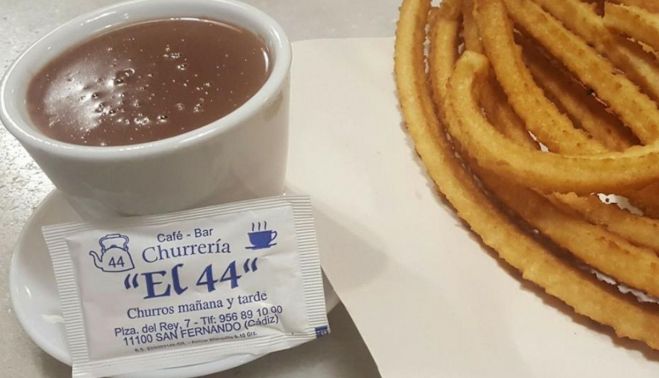 Café - Bar
Churrería
44
"El 44"
Churros mañana y tarde
Plza. del Rey, 7 - Tlf: 956 89 10 00
11100 SAN FERNANDO (Cádiz)